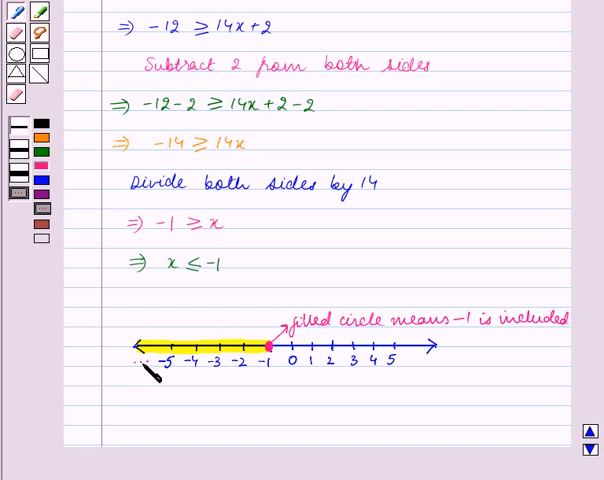 ⇒ -12 ≥ 14x+2
Subtract 2 from both sides
⇒ -12-2 ≥ 14x+2-2
⇒ -14 ≥ 14x
Divide both sides by 14
⇒ -1 ≥ x
⇒ x ≤ -1
filled circle means -1 is included
... -5 -4 -3 -2 -1 0 1 2 3 4 5